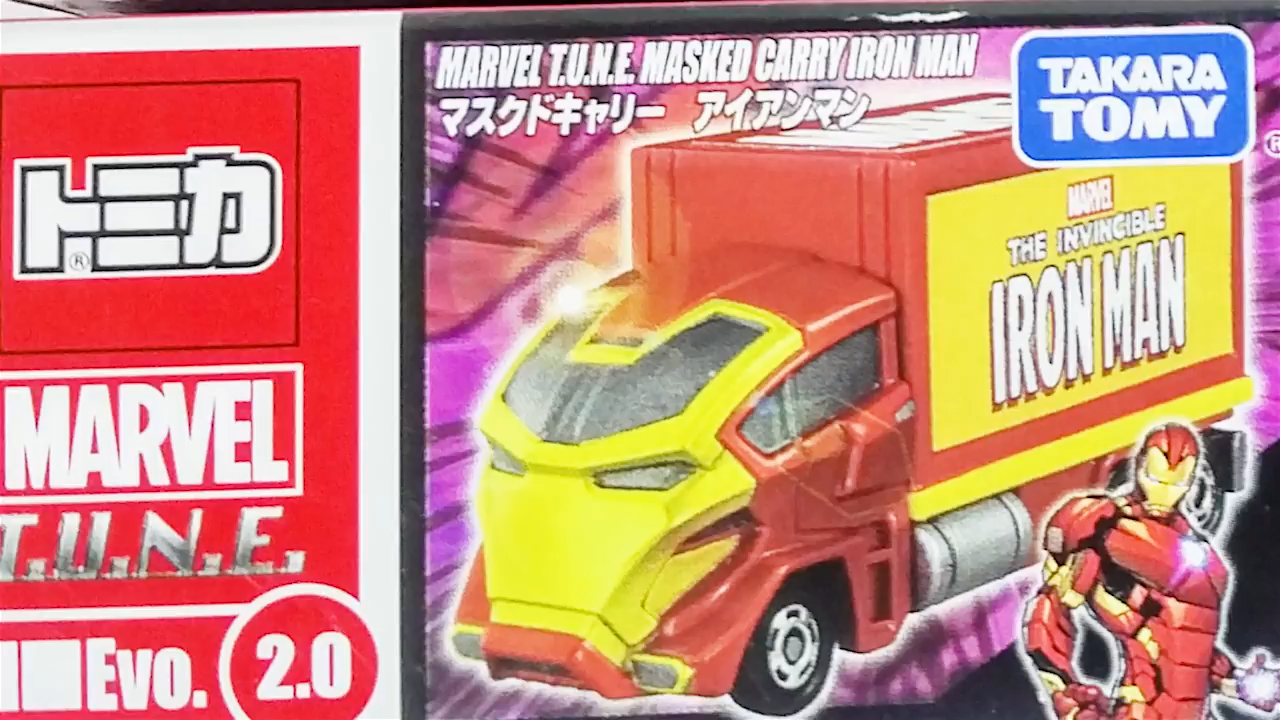 トミカ®
MARVEL
T.U.N.E.
Evo. 2.0
MARVEL T.U.N.E. MASKED CARRY IRON MAN
マスクドキャリー アイアンマン
TAKARA
TOMY
®
MARVEL
THE INVINCIBLE
IRON MAN